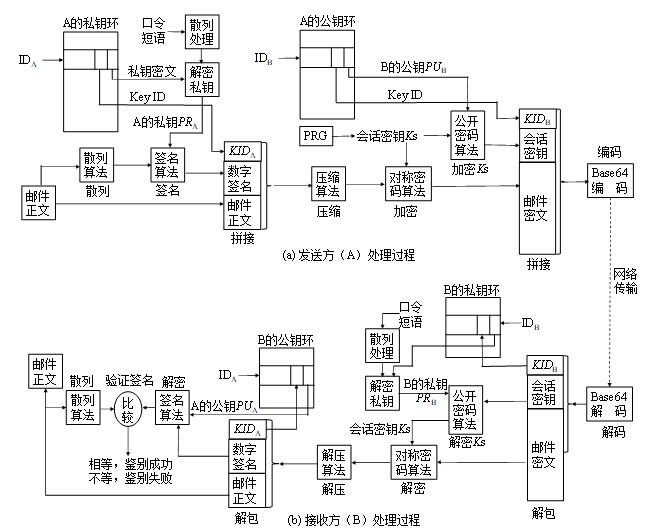 A的私钥环
口令
短语
散列
处理
ID_A
私钥密文
解密
私钥
Key ID
A的私钥PR_A
邮件
正文
散列
算法
散列
签名
算法
签名
KID_A
数字
签名
邮件
正文
拼接
A的公钥环
ID_B
B的公钥PU_B
Key ID
PRG
会话密钥Ks
公开
密码
算法
加密Ks
压缩
算法
压缩
对称密
码算法
加密
KID_B
会话
密钥
邮件
密文
拼接
编码
Base64
编 码
(a) 发送方（A）处理过程
网络
传输
B的私钥环
口令
短语
散列
处理
ID_B
解密
私钥
B的私钥
PR_B
公开
密码
算法
解密Ks
会话密钥Ks
KID_B
会话
密钥
邮件
密文
解包
Base64
解 码
解码
B的公钥环
ID_A
邮件
正文
散列
散列
算法
验证签名
比
较
解密
签名
算法
A的公钥PU_A
KID_A
数字
签名
邮件
正文
解包
解压
算法
解压
对称密
码算法
解密
相等，鉴别成功
不等，鉴别失败
(b) 接收方（B）处理过程